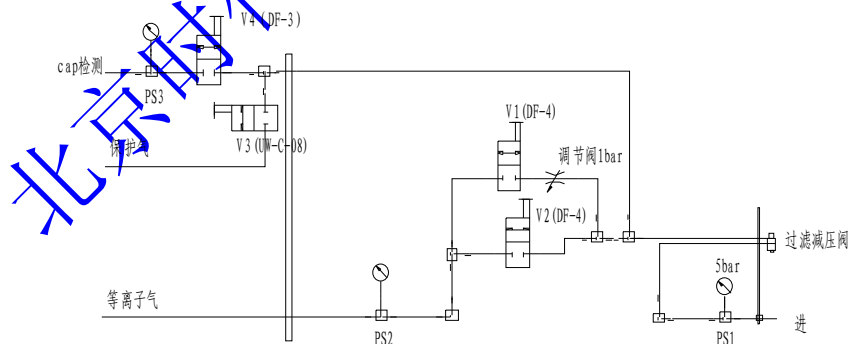 V4(DF-3)
cap检测
PS3
V3(UW-C-08)
保护气
V1(DF-4)
调节阀1bar
V2(DF-4)
过滤减压阀
5bar
等离子气
进
PS2
PS1
北京时